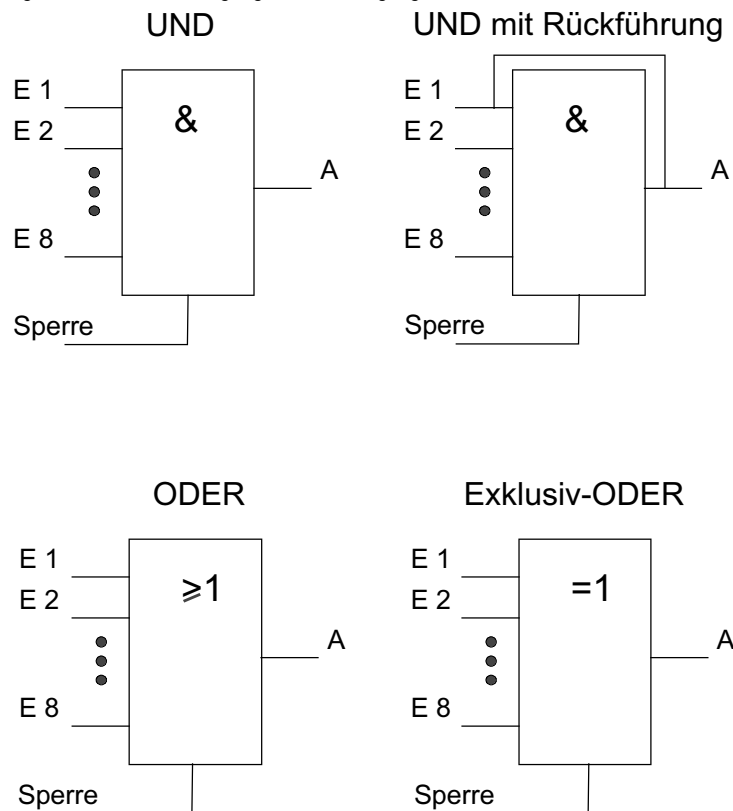 UND
E 1
&
E 2
A
E 8
Sperre
UND mit Rückführung
E 1
&
E 2
A
E 8
Sperre
ODER
E 1
≥1
E 2
A
E 8
Sperre
Exklusiv-ODER
E 1
=1
E 2
A
E 8
Sperre